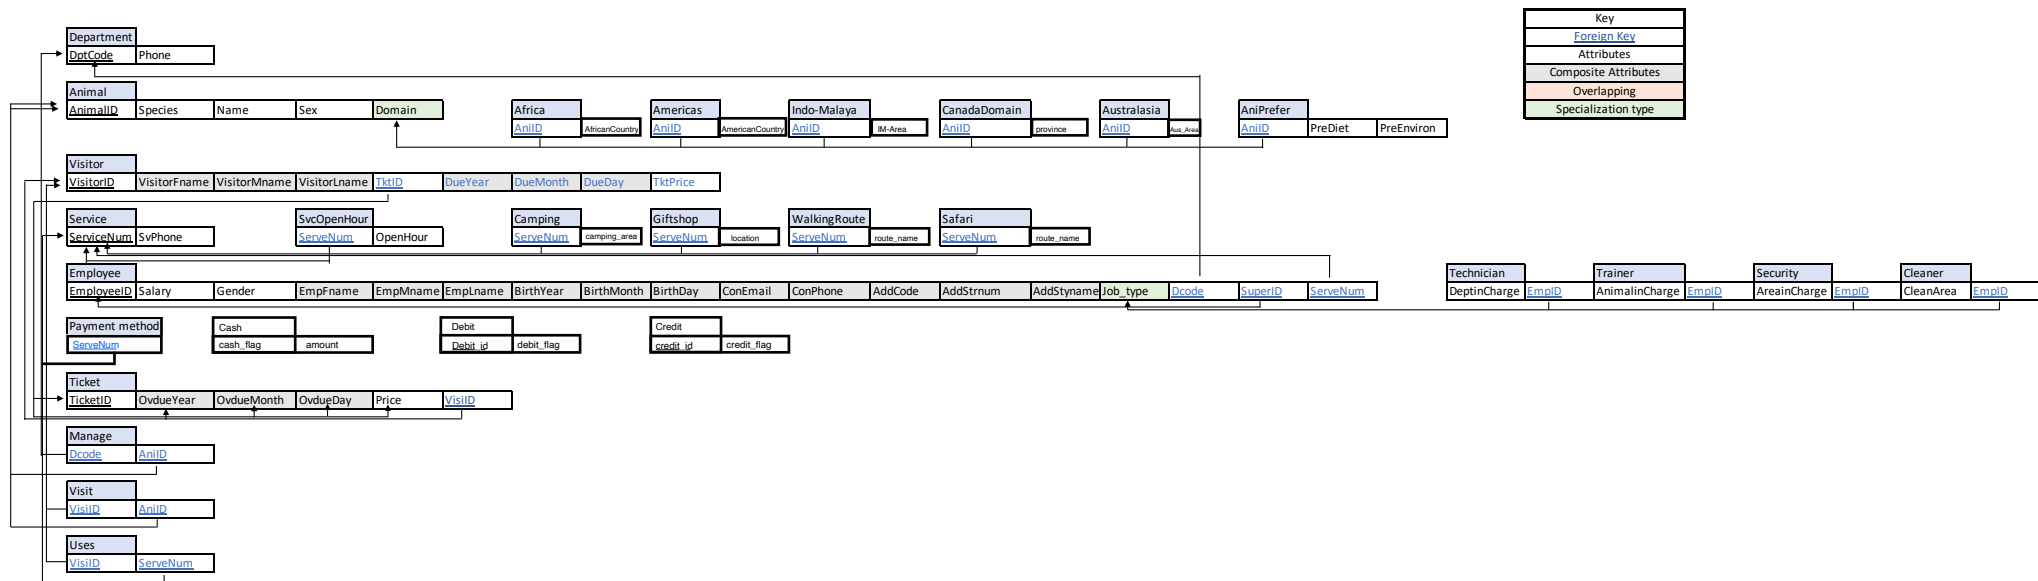 Key
Foreign Key
Attributes
Composite Attributes
Overlapping
Specialization type
Department
DptCode Phone
Animal
AnimalID Species Name Sex Domain
Africa
AniID AfricanCountry
Americas
AniID AmericanCountry
Indo-Malaya
AniID IM-Area
CanadaDomain
AniID province
Australasia
AniID Aus_Area
AniPrefer
AniID PreDiet PreEnviron
Visitor
VisitorID VisitorFname VisitorMname VisitorLname TktID DueYear DueMonth DueDay TktPrice
Service
ServiceNum SvPhone
SvcOpenHour
ServeNum OpenHour
Camping
ServeNum camping_area
Giftshop
ServeNum location
WalkingRoute
ServeNum route_name
Safari
ServeNum route_name
Employee
EmployeeID Salary Gender EmpFname EmpMname EmpLname BirthYear BirthMonth BirthDay ConEmail ConPhone AddCode AddStrnum AddStyname Job_type Dcode SuperID ServeNum
Technician
DeptinCharge EmpID
Trainer
AnimalinCharge EmpID
Security
AreainCharge EmpID
Cleaner
CleanArea EmpID
Payment method
ServeNum
Cash
cash_flag amount
Debit
Debit_id debit_flag
Credit
credit_id credit_flag
Ticket
TicketID OvdueYear OvdueMonth OvdueDay Price VisiID
Manage
Dcode AniID
Visit
VisiID AniID
Uses
VisiID ServeNum